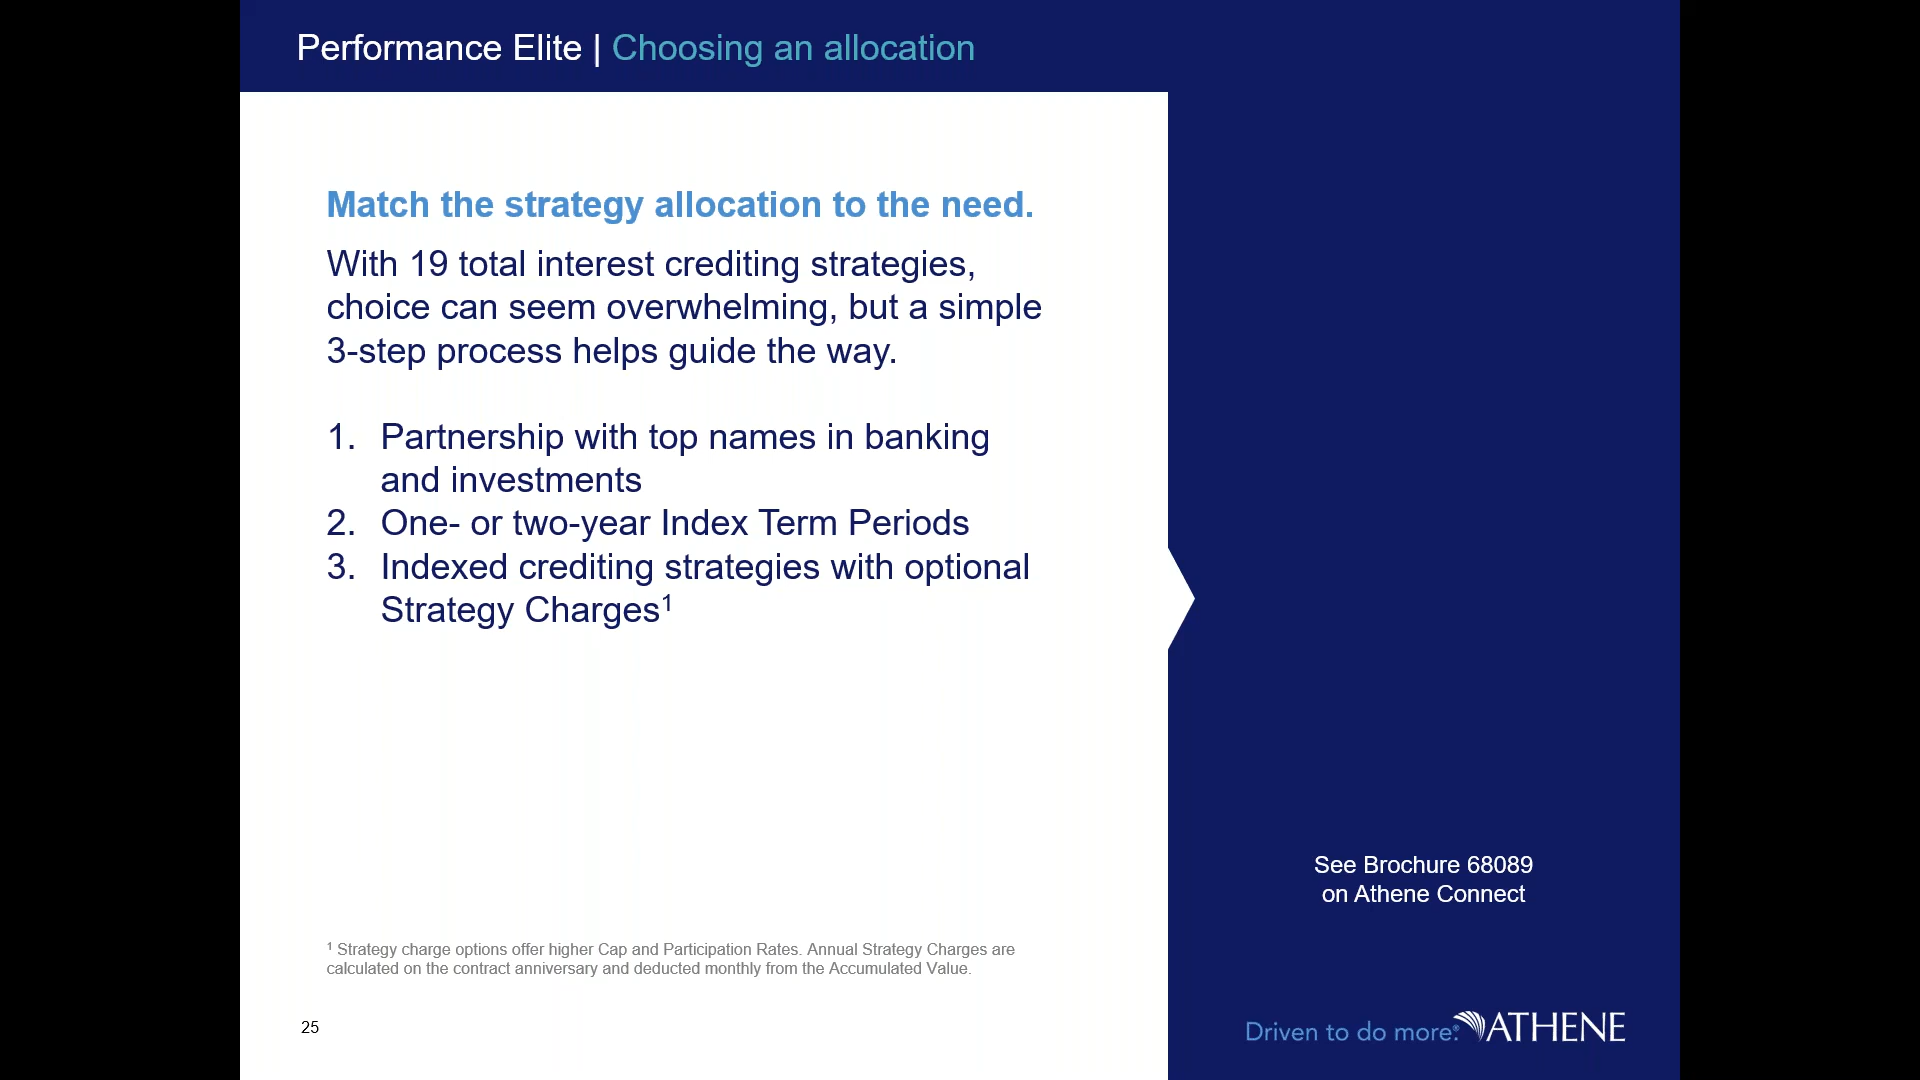 Performance Elite | Choosing an allocation
Match the strategy allocation to the need.
With 19 total interest crediting strategies,
choice can seem overwhelming, but a simple
3-step process helps guide the way.
1. Partnership with top names in banking
and investments
2. One- or two-year Index Term Periods
3. Indexed crediting strategies with optional
Strategy Charges¹
See Brochure 68089
on Athene Connect
¹ Strategy charge options offer higher Cap and Participation Rates. Annual Strategy Charges are
calculated on the contract anniversary and deducted monthly from the Accumulated Value.
25
Driven to do more.® ATHENE